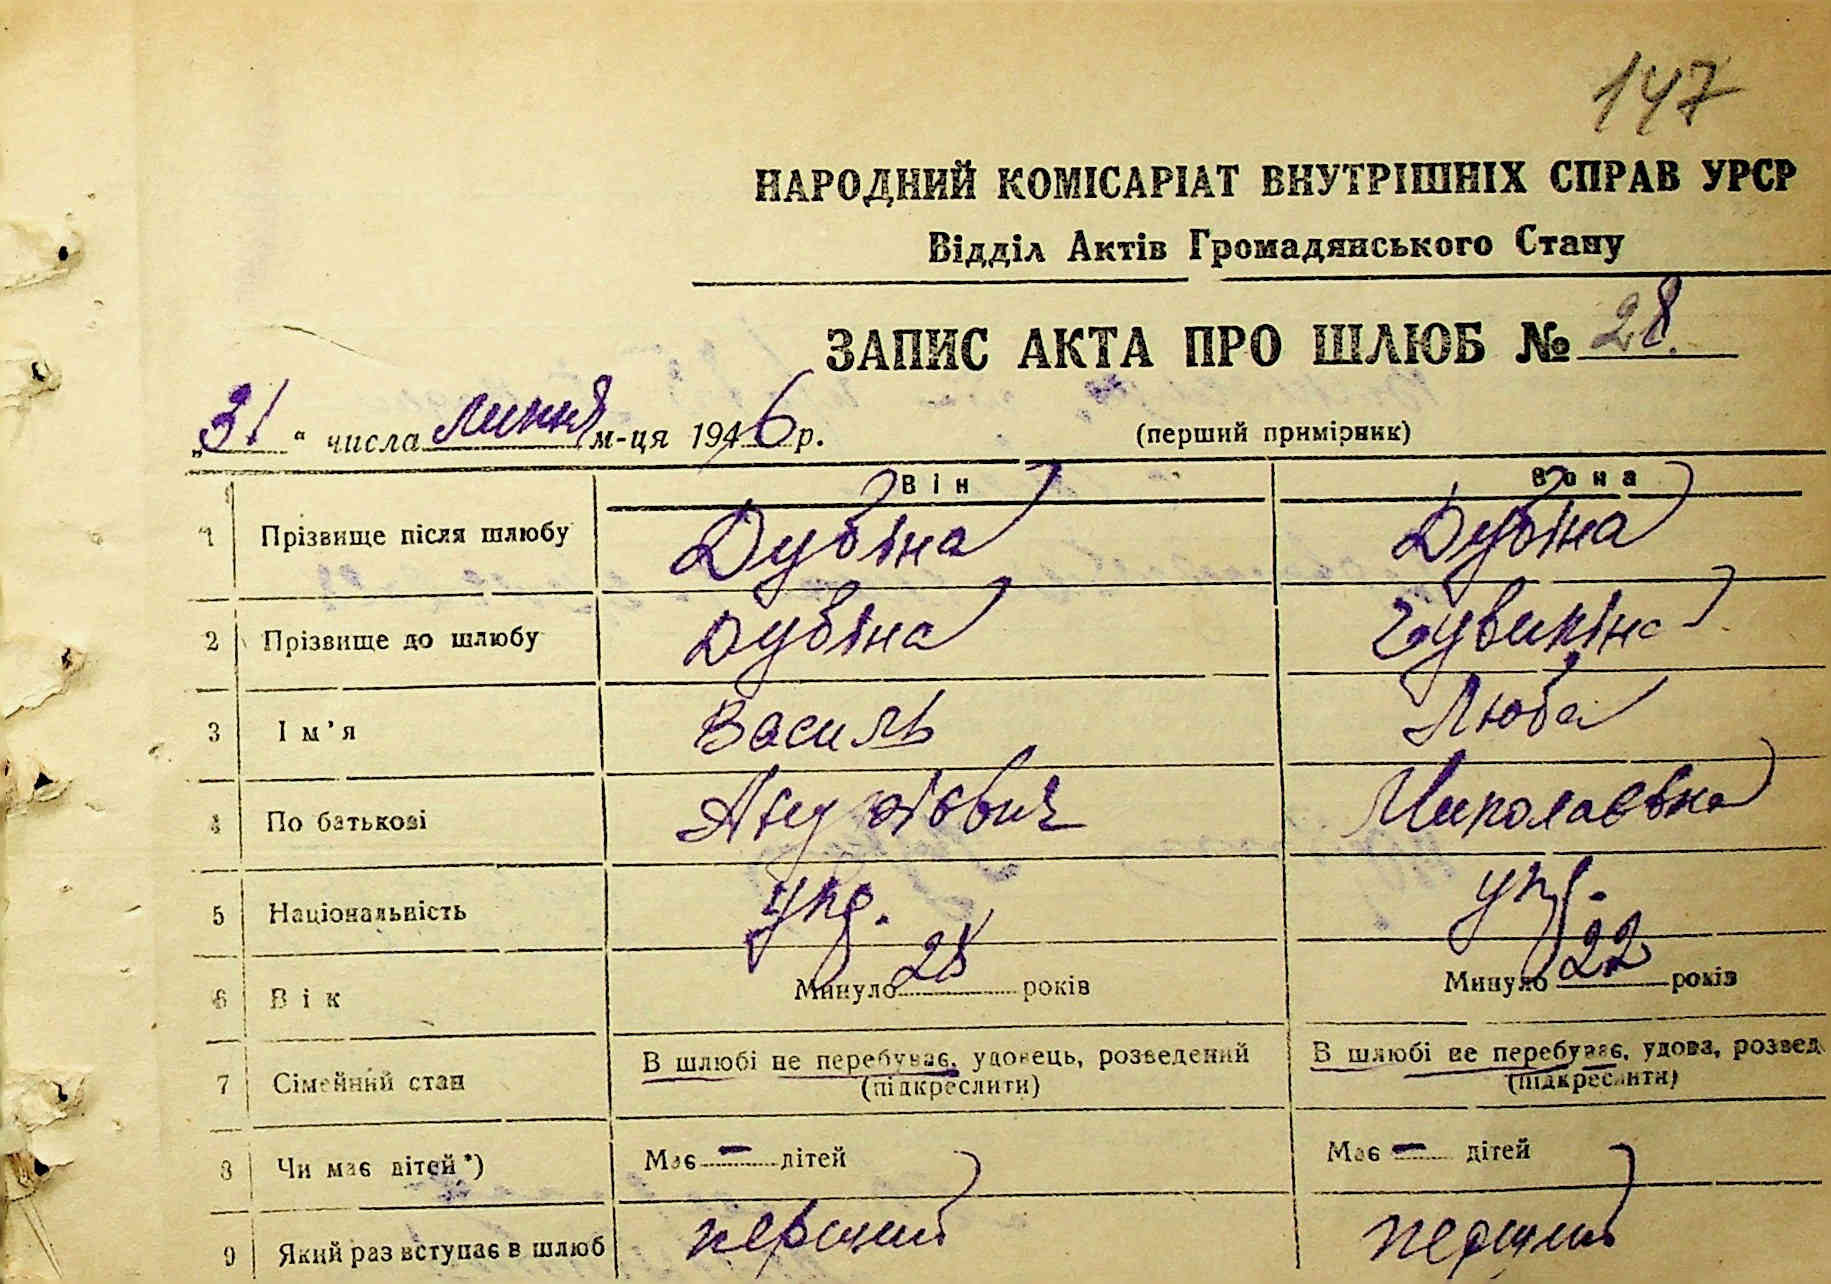 147
НАРОДНИЙ КОМІСАРІАТ ВНУТРІШНІХ СПРАВ УРСР
Відділ Актів Громадянського Стану
ЗАПИС АКТА ПРО ШЛЮБ № 28.
„31“ числа липня м-ця 1946 р. (перший примірник)
Він Вона
1 Прізвище після шлюбу Дубіна Дубіна
2 Прізвище до шлюбу Дубіна
3 Ім'я Василь Люба
4 По батькові Миколаєвна
5 Національність укр. укр.
6 Вік Минуло 28 років Минуло 22 років
7 Сімейний стан В шлюбі не перебуває, удовець, розведений В шлюбі не перебуває, удова, розвед
(підкреслити) (підкреслити)
8 Чи має дітей*) Має – дітей Має – дітей
9 Який раз вступає в шлюб перший перший